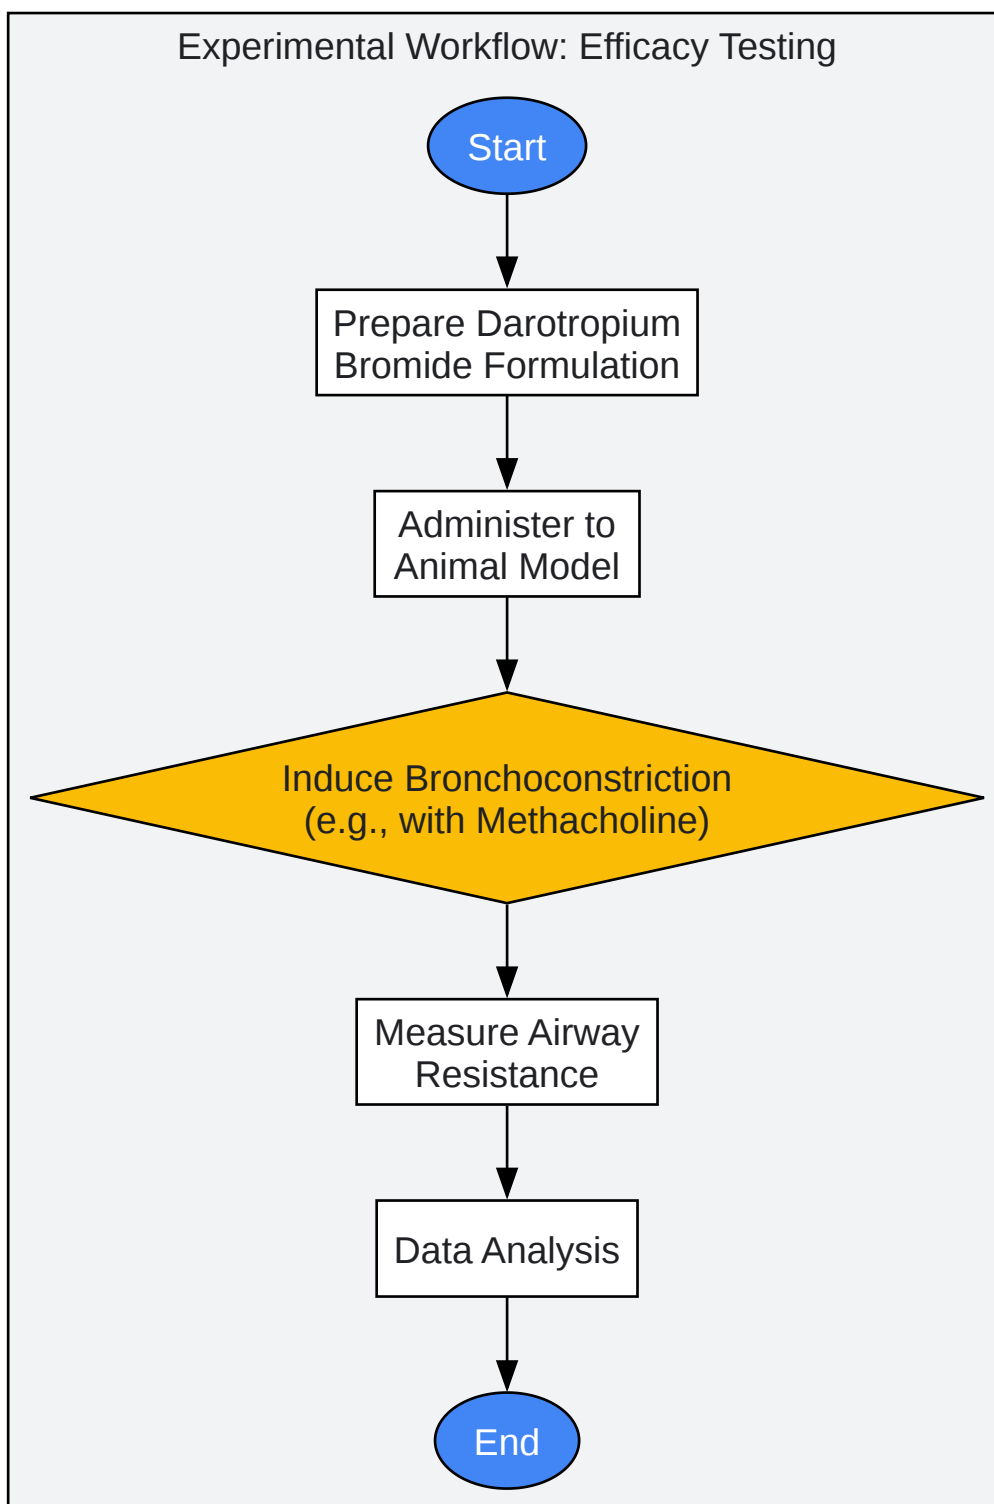 Experimental Workflow: Efficacy Testing
Start
Prepare Darotropium
Bromide Formulation
Administer to
Animal Model
Induce Bronchoconstriction
(e.g., with Methacholine)
Measure Airway
Resistance
Data Analysis
End